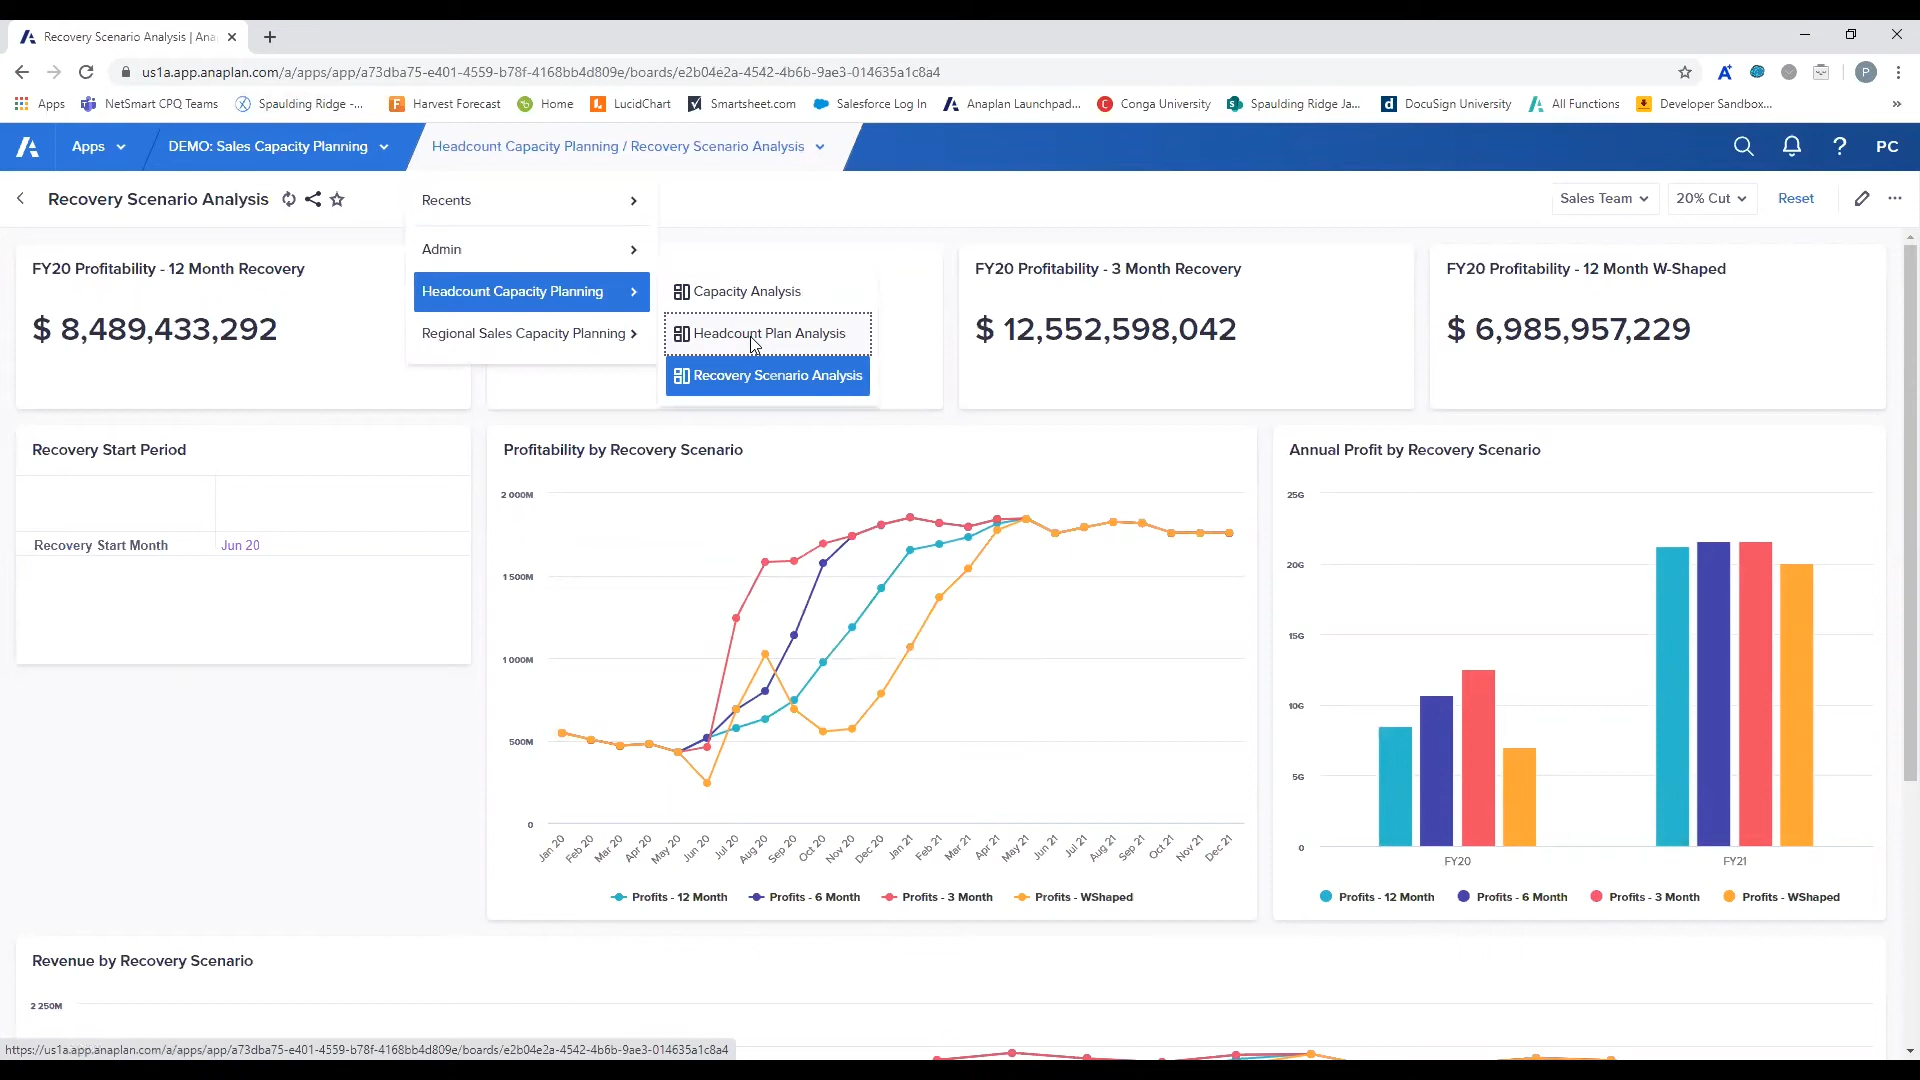 Recovery Scenario Analysis | Ana
us1a.app.anaplan.com/a/apps/app/a73dba75-e401-4559-b78f-4168bb4d809e/boards/e2b04e2a-4542-4b6b-9ae3-014635a1c8a4
P
Apps
NetSmart CPQ Teams
Spaulding Ridge -...
Harvest Forecast
Home
LucidChart
Smartsheet.com
Salesforce Log In
Anaplan Launchpad...
Conga University
Spaulding Ridge Ja...
DocuSign University
All Functions
Developer Sandbox...
»
Apps
DEMO: Sales Capacity Planning
Headcount Capacity Planning / Recovery Scenario Analysis
?
PC
Recovery Scenario Analysis
Sales Team
20% Cut
Reset
Recents
Admin
Headcount Capacity Planning
Regional Sales Capacity Planning
Capacity Analysis
Headcount Plan Analysis
Recovery Scenario Analysis
FY20 Profitability - 12 Month Recovery
$ 8,489,433,292
FY20 Profitability - 3 Month Recovery
$ 12,552,598,042
FY20 Profitability - 12 Month W-Shaped
$ 6,985,957,229
Recovery Start Period
Recovery Start Month
Jun 20
Profitability by Recovery Scenario
2 000M
1 500M
1 000M
500M
0
Jan 20
Feb 20
Mar 20
Apr 20
May 20
Jun 20
Jul 20
Aug 20
Sep 20
Oct 20
Nov 20
Dec 20
Jan 21
Feb 21
Mar 21
Apr 21
May 21
Jun 21
Jul 21
Aug 21
Sep 21
Oct 21
Nov 21
Dec 21
Profits - 12 Month
Profits - 6 Month
Profits - 3 Month
Profits - WShaped
Annual Profit by Recovery Scenario
25G
20G
15G
10G
5G
0
FY20
FY21
Profits - 12 Month
Profits - 6 Month
Profits - 3 Month
Profits - WShaped
Revenue by Recovery Scenario
2 250M
https://us1a.app.anaplan.com/a/apps/app/a73dba75-e401-4559-b78f-4168bb4d809e/boards/e2b04e2a-4542-4b6b-9ae3-014635a1c8a4